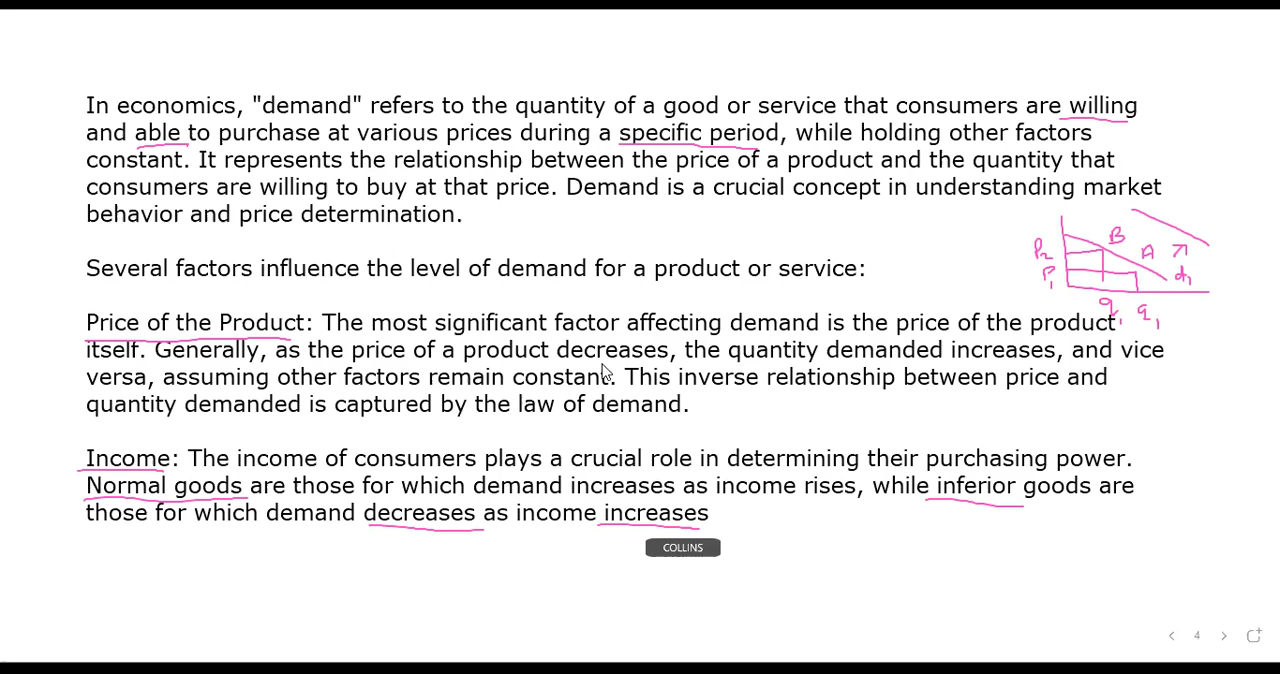 In economics, "demand" refers to the quantity of a good or service that consumers are willing
and able to purchase at various prices during a specific period, while holding other factors
constant. It represents the relationship between the price of a product and the quantity that
consumers are willing to buy at that price. Demand is a crucial concept in understanding market
behavior and price determination.
Several factors influence the level of demand for a product or service:
P2
P1
B
A
d1
q1
q1
Price of the Product: The most significant factor affecting demand is the price of the product
itself. Generally, as the price of a product decreases, the quantity demanded increases, and vice
versa, assuming other factors remain constant. This inverse relationship between price and
quantity demanded is captured by the law of demand.
Income: The income of consumers plays a crucial role in determining their purchasing power.
Normal goods are those for which demand increases as income rises, while inferior goods are
those for which demand decreases as income increases
COLLINS
4